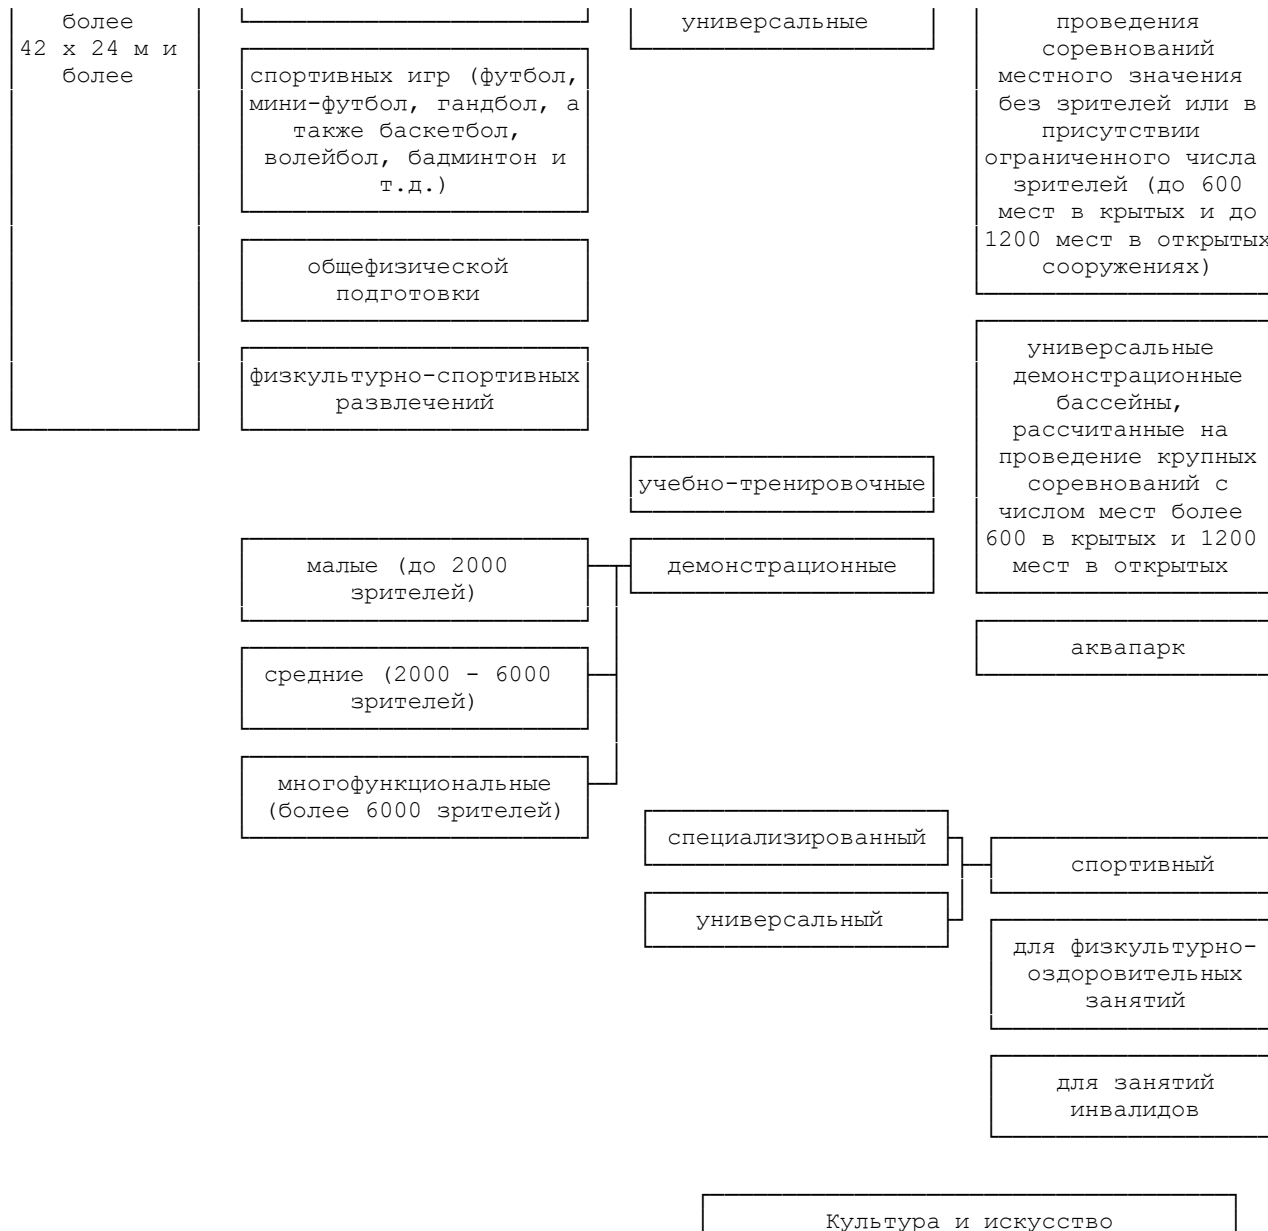 более
42 x 24 м и
более
спортивных игр (футбол,
мини-футбол, гандбол, а
также баскетбол,
волейбол, бадминтон и
т.д.)
общефизической
подготовки
физкультурно-спортивных
развлечений
малые (до 2000
зрителей)
средние (2000 - 6000
зрителей)
многофункциональные
(более 6000 зрителей)
универсальные
учебно-тренировочные
демонстрационные
специализированный
универсальный
проведения
соревнований
местного значения
без зрителей или в
присутствии
ограниченного числа
зрителей (до 600
мест в крытых и до
1200 мест в открытых
сооружениях)
универсальные
демонстрационные
бассейны,
рассчитанные на
проведение крупных
соревнований с
числом мест более
600 в крытых и 1200
мест в открытых
аквапарк
спортивный
для физкультурно-
оздоровительных
занятий
для занятий
инвалидов
Культура и искусство